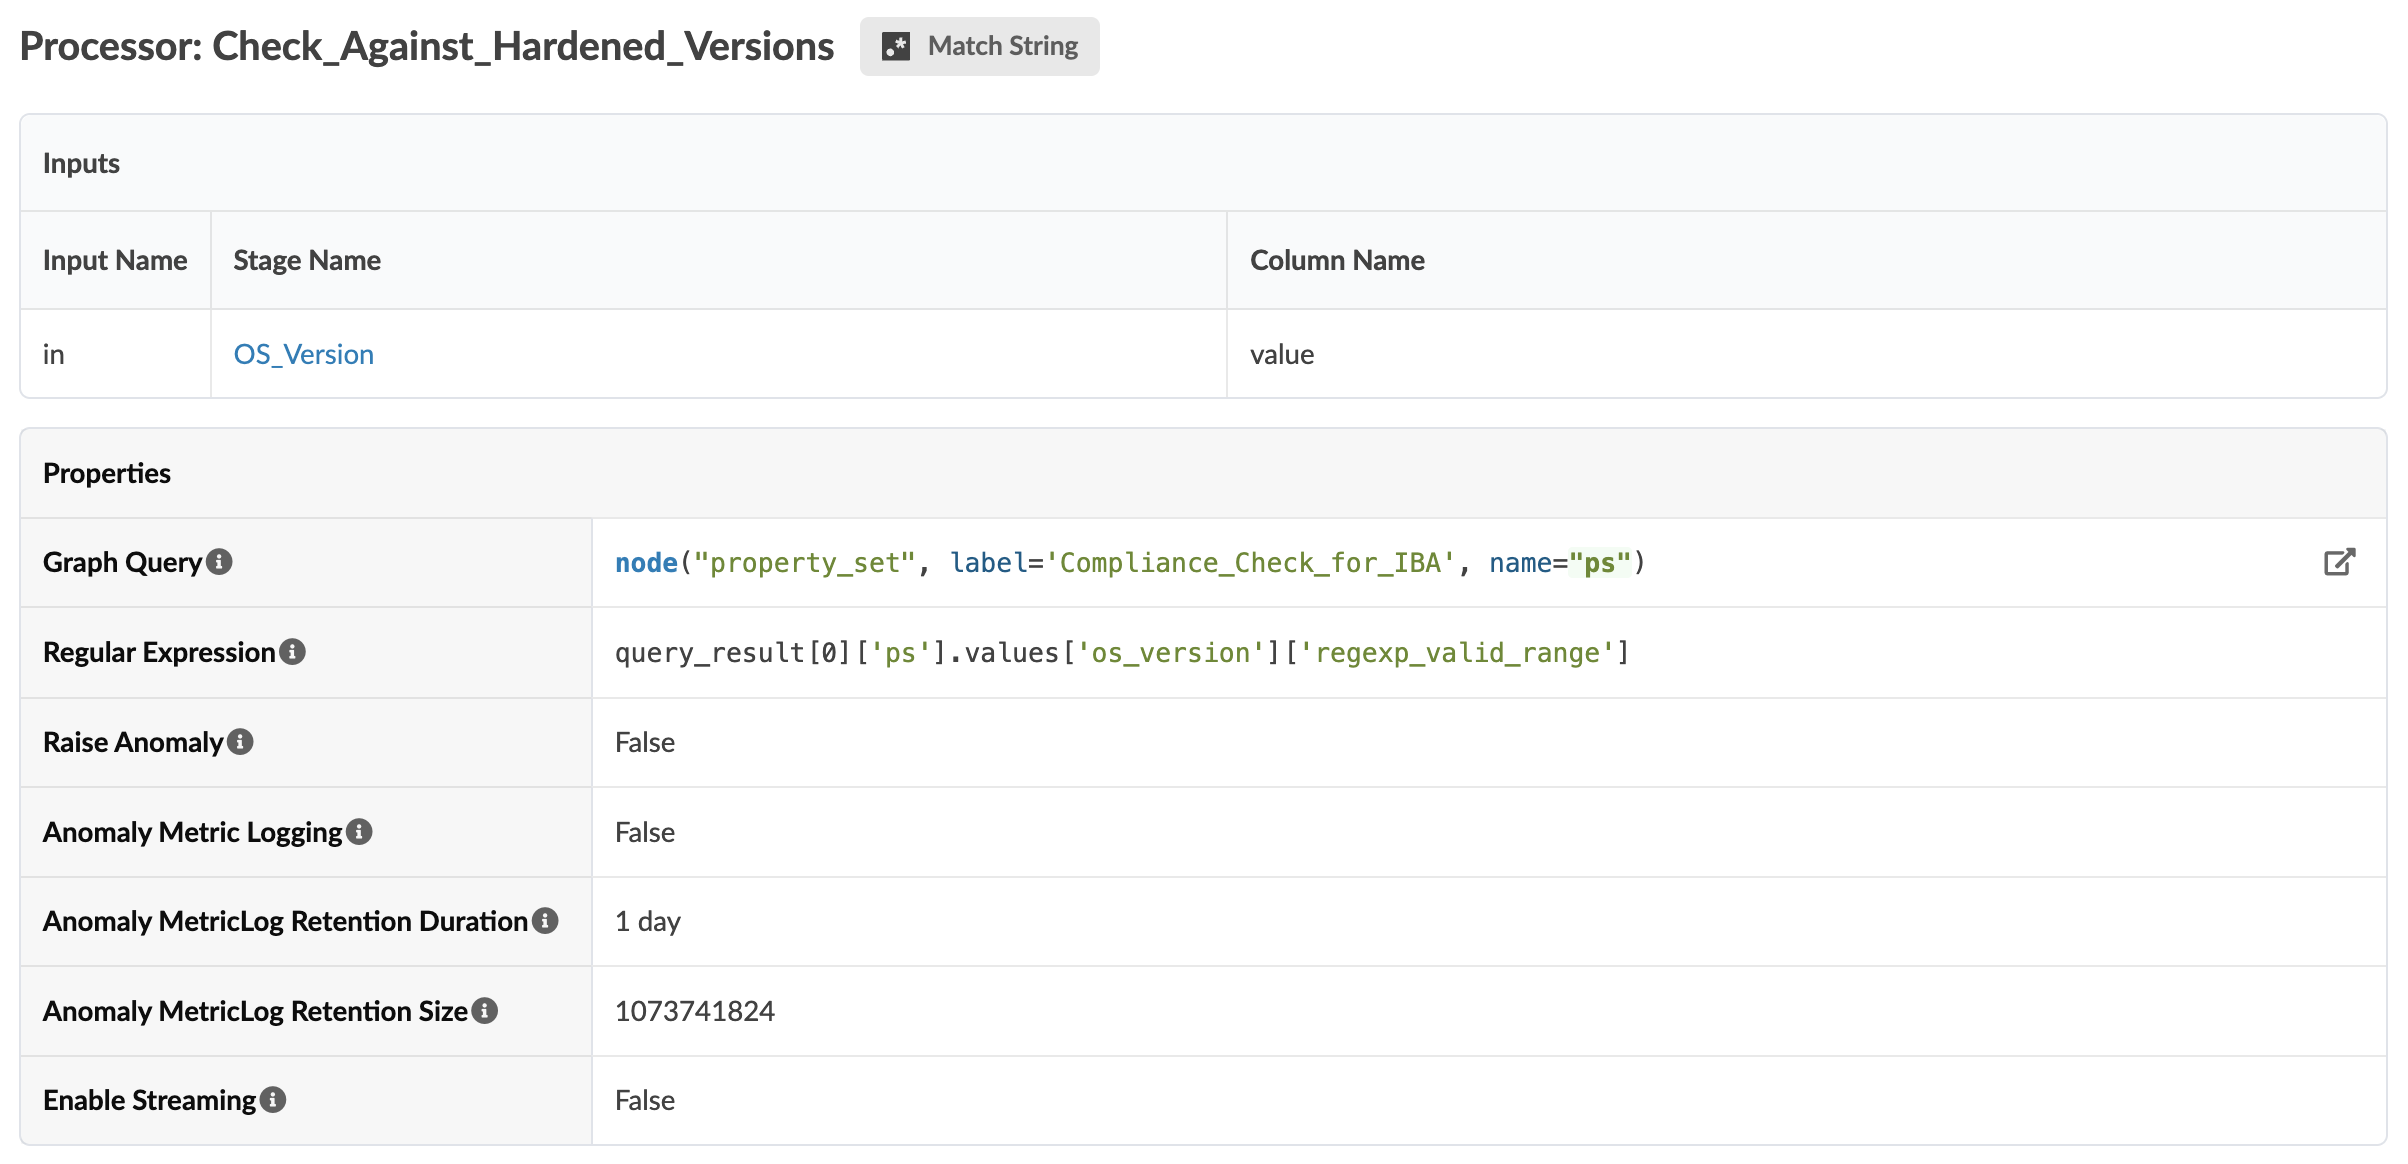 Processor: Check_Against_Hardened_Versions Match String
Inputs
Input Name Stage Name Column Name
in OS_Version value
Properties
Graph Query node("property_set", label='Compliance_Check_for_IBA', name="ps")
Regular Expression query_result[0]['ps'].values['os_version']['regexp_valid_range']
Raise Anomaly False
Anomaly Metric Logging False
Anomaly MetricLog Retention Duration 1 day
Anomaly MetricLog Retention Size 1073741824
Enable Streaming False